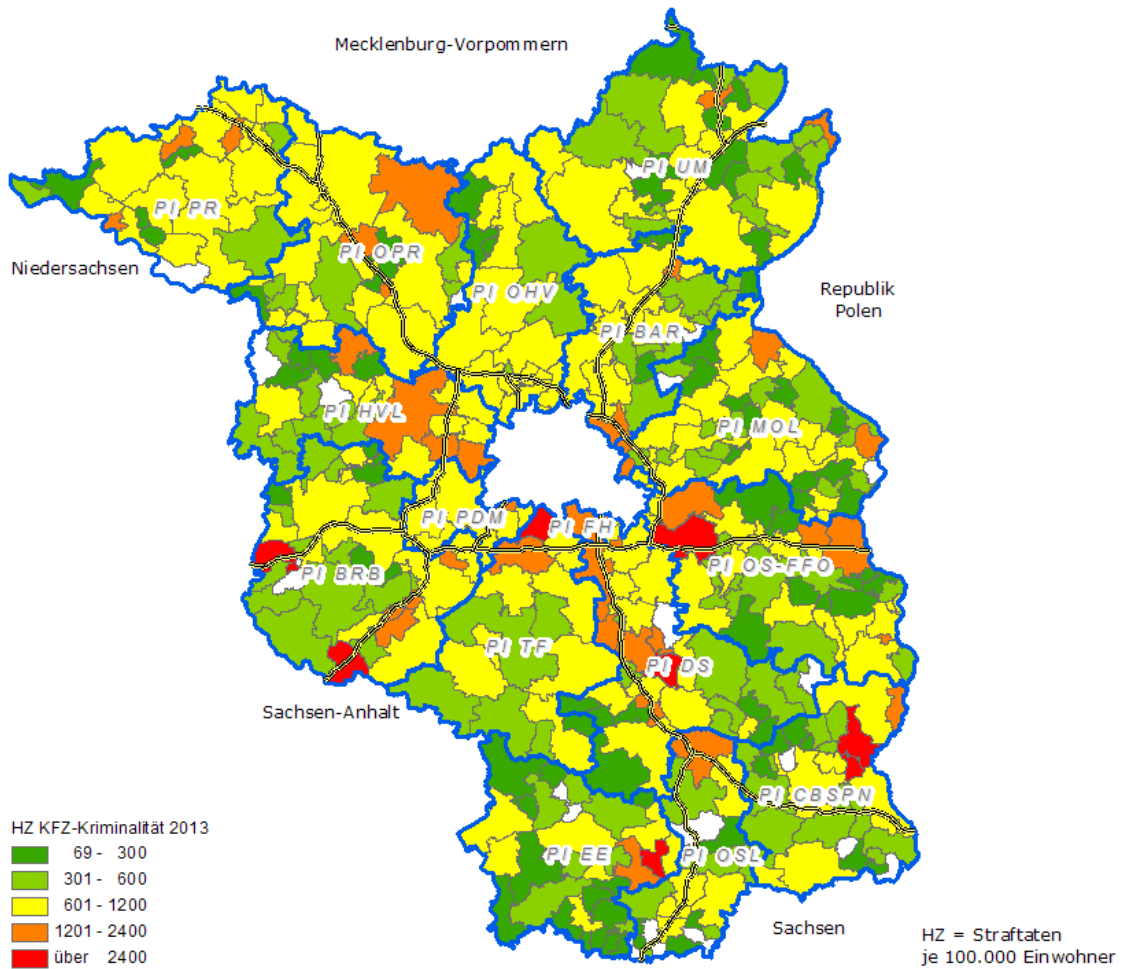 Mecklenburg-Vorpommern
PI UM
PI PR
Niedersachsen
PI OPR
PI OHV
Republik
Polen
PI BAR
PI HVL
PI MOL
PI PDM
PI FH
PI BRB
PI OS-FFO
PI TF
PI DS
Sachsen-Anhalt
PI CBSPN
HZ KFZ-Kriminalität 2013
69 - 300
301 - 600
601 - 1200
1201 - 2400
über 2400
PI EE
PI OSL
Sachsen
HZ = Straftaten
je 100.000 Einwohner